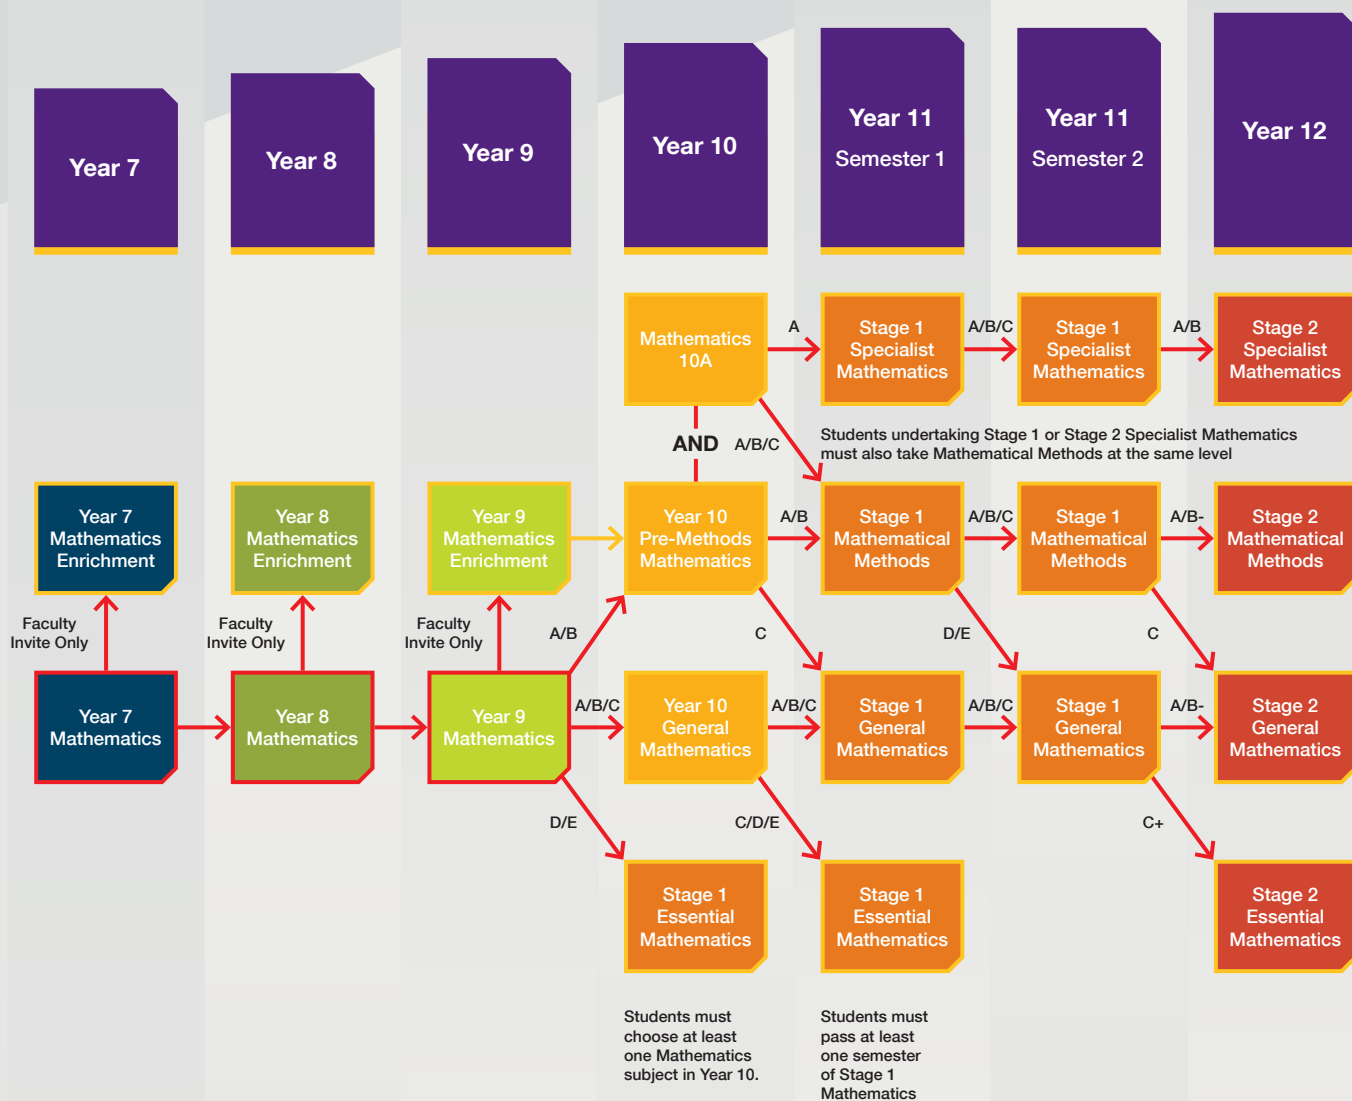 Year 7
Year 8
Year 9
Year 10
Year 11
Semester 1
Year 11
Semester 2
Year 12
Mathematics
10A
A
Stage 1
Specialist
Mathematics
A/B/C
Stage 1
Specialist
Mathematics
A/B
Stage 2
Specialist
Mathematics
AND
A/B/C
Students undertaking Stage 1 or Stage 2 Specialist Mathematics
must also take Mathematical Methods at the same level
Year 7
Mathematics
Enrichment
Year 8
Mathematics
Enrichment
Year 9
Mathematics
Enrichment
Year 10
Pre-Methods
Mathematics
A/B
Stage 1
Mathematical
Methods
A/B/C
Stage 1
Mathematical
Methods
A/B-
Stage 2
Mathematical
Methods
Faculty
Invite Only
Faculty
Invite Only
Faculty
Invite Only
A/B
C
D/E
C
Year 7
Mathematics
Year 8
Mathematics
Year 9
Mathematics
A/B/C
Year 10
General
Mathematics
A/B/C
Stage 1
General
Mathematics
A/B/C
Stage 1
General
Mathematics
A/B-
Stage 2
General
Mathematics
D/E
C/D/E
C+
Stage 1
Essential
Mathematics
Stage 1
Essential
Mathematics
Stage 2
Essential
Mathematics
Students must
choose at least
one Mathematics
subject in Year 10.
Students must
pass at least
one semester
of Stage 1
Mathematics